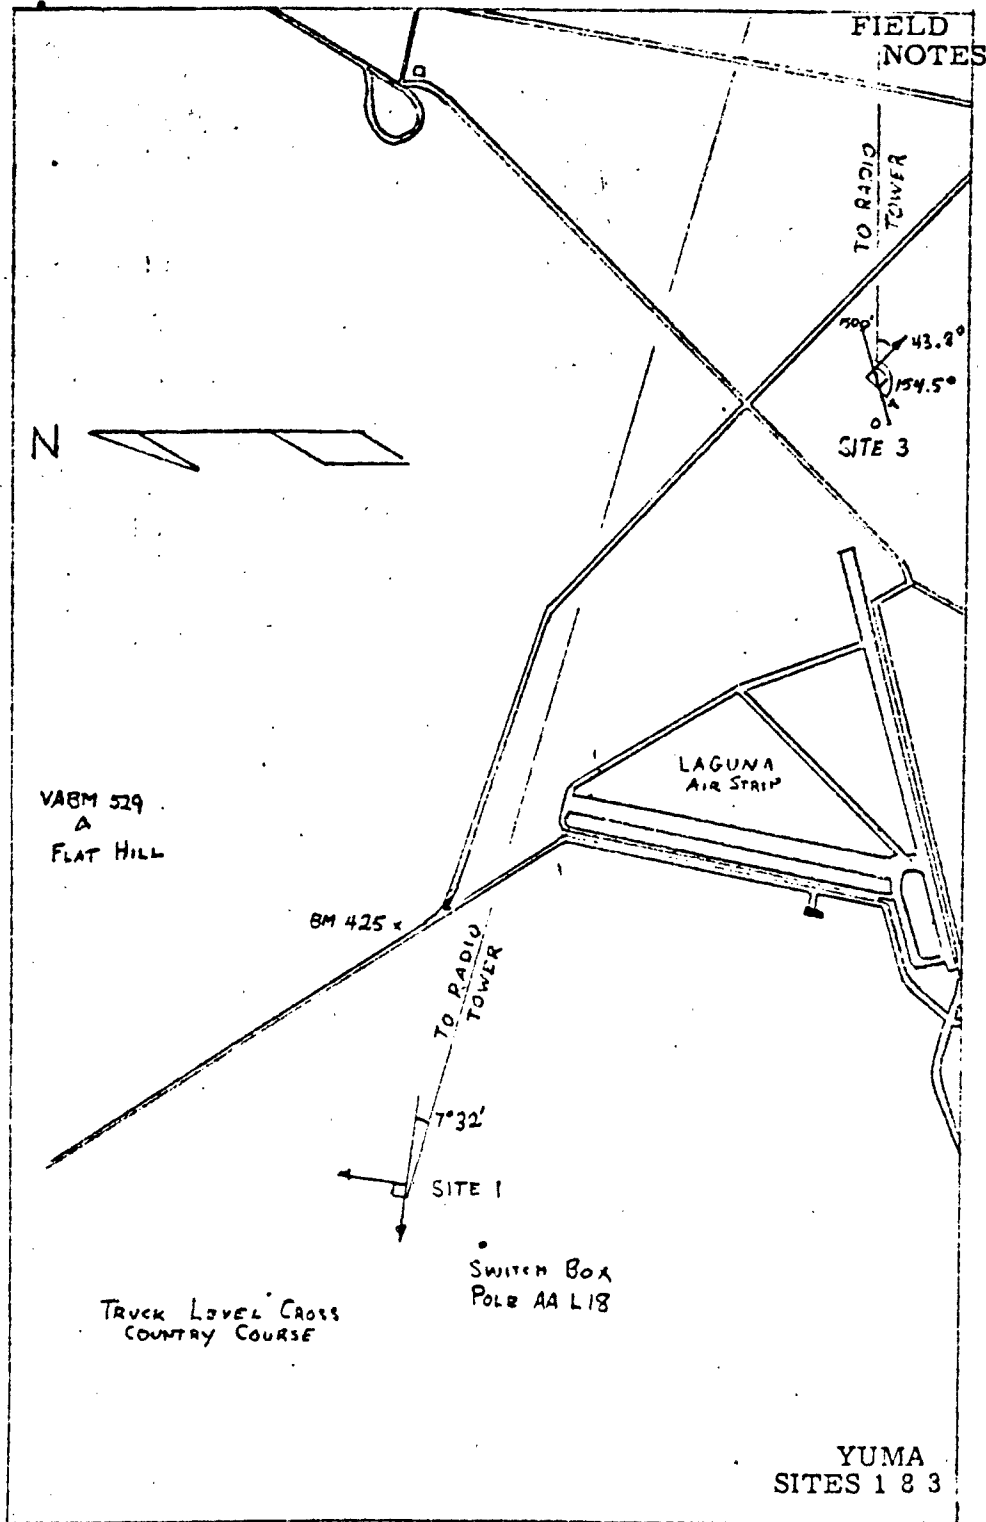 FIELD
NOTES
TO RADIO
TOWER
1500'
43.8°
154.5°
SITE 3
N
LAGUNA
AIR STRIP
VABM 529
FLAT HILL
BM 425 x
TO RADIO
TOWER
7°32'
SITE 1
SWITCH BOX
POLE AA L18
TRUCK LEVEL CROSS
COUNTRY COURSE
YUMA
SITES 1 8 3